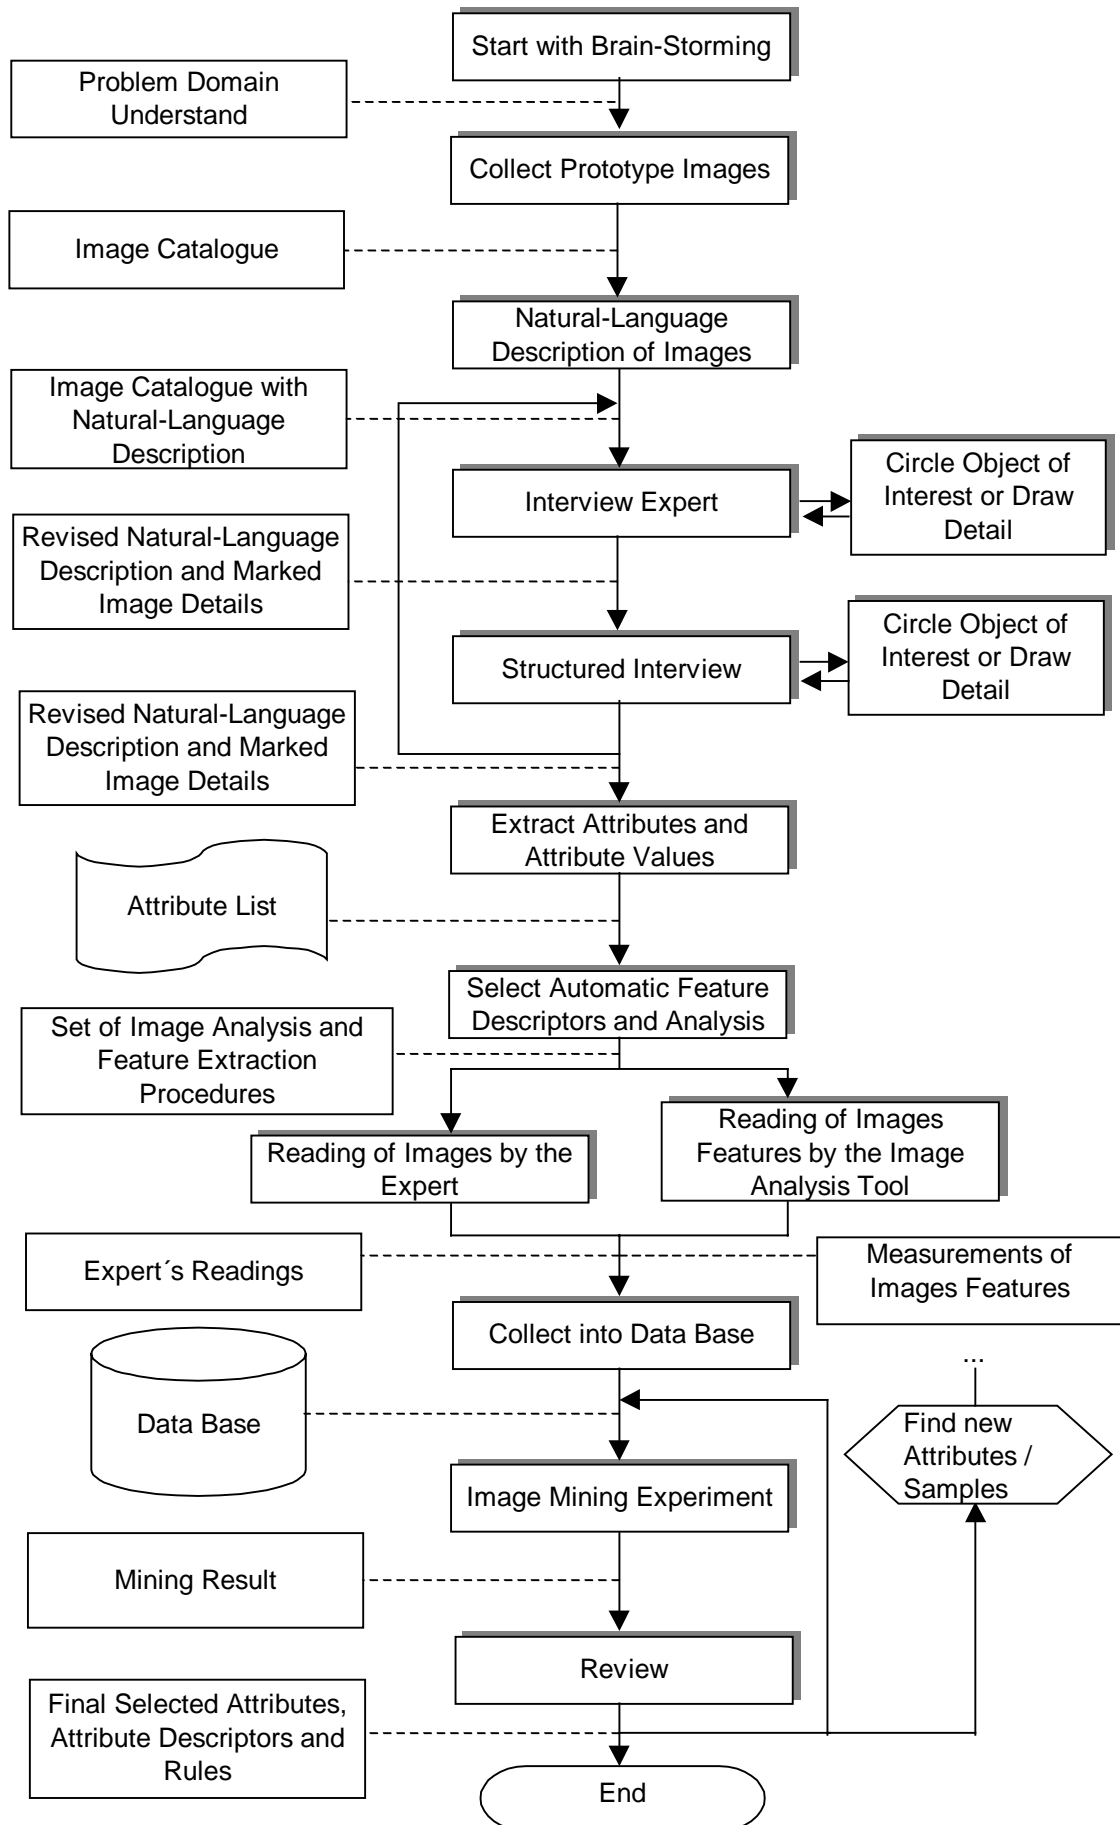 Start with Brain-Storming
Problem Domain
Understand
Collect Prototype Images
Image Catalogue
Natural-Language
Description of Images
Image Catalogue with
Natural-Language
Description
Interview Expert
Circle Object of
Interest or Draw
Detail
Revised Natural-Language
Description and Marked
Image Details
Structured Interview
Circle Object of
Interest or Draw
Detail
Revised Natural-Language
Description and Marked
Image Details
Extract Attributes and
Attribute Values
Attribute List
Select Automatic Feature
Descriptors and Analysis
Set of Image Analysis and
Feature Extraction
Procedures
Reading of Images by the
Expert
Reading of Images
Features by the Image
Analysis Tool
Expert´s Readings
Measurements of
Images Features
Collect into Data Base
...
Data Base
Find new
Attributes /
Samples
Image Mining Experiment
Mining Result
Review
Final Selected Attributes,
Attribute Descriptors and
Rules
End